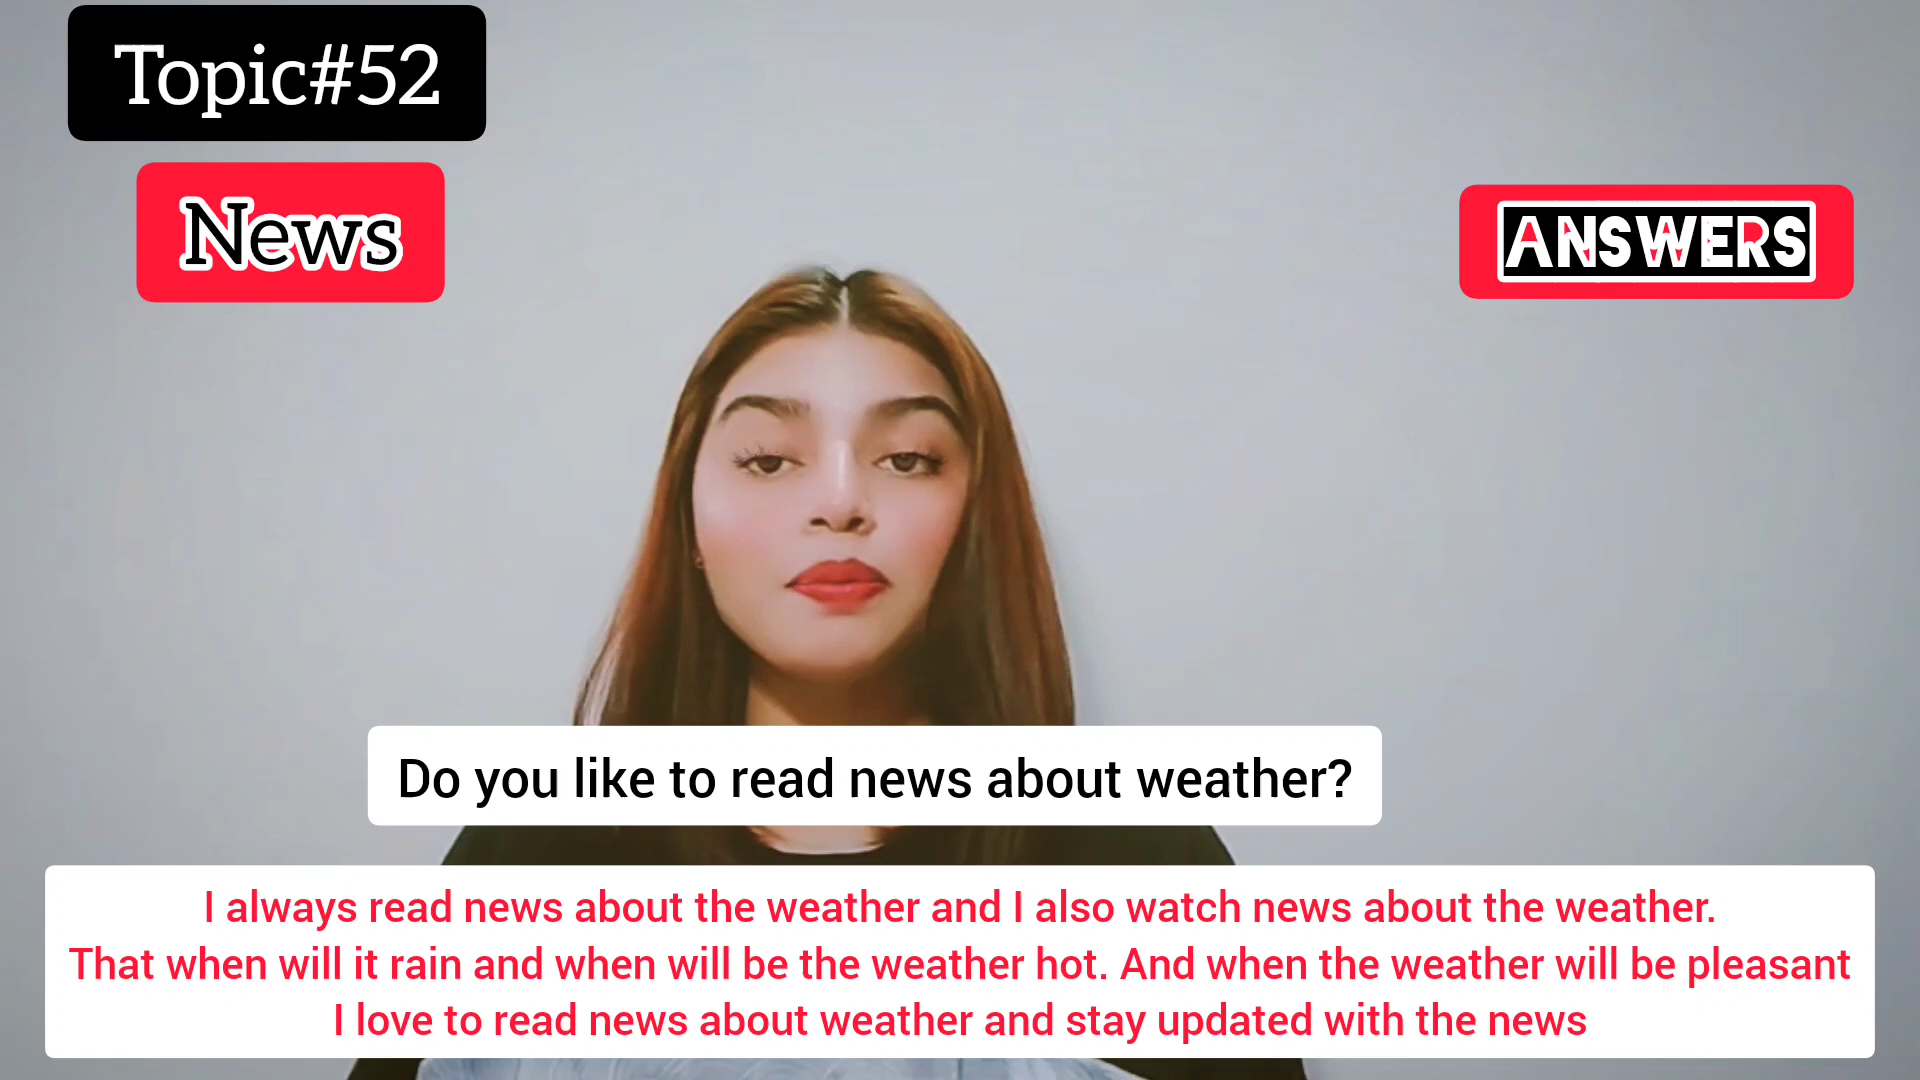 Topic#52
News
ANSWERS
Do you like to read news about weather?
I always read news about the weather and I also watch news about the weather.
That when will it rain and when will be the weather hot. And when the weather will be pleasant
I love to read news about weather and stay updated with the news